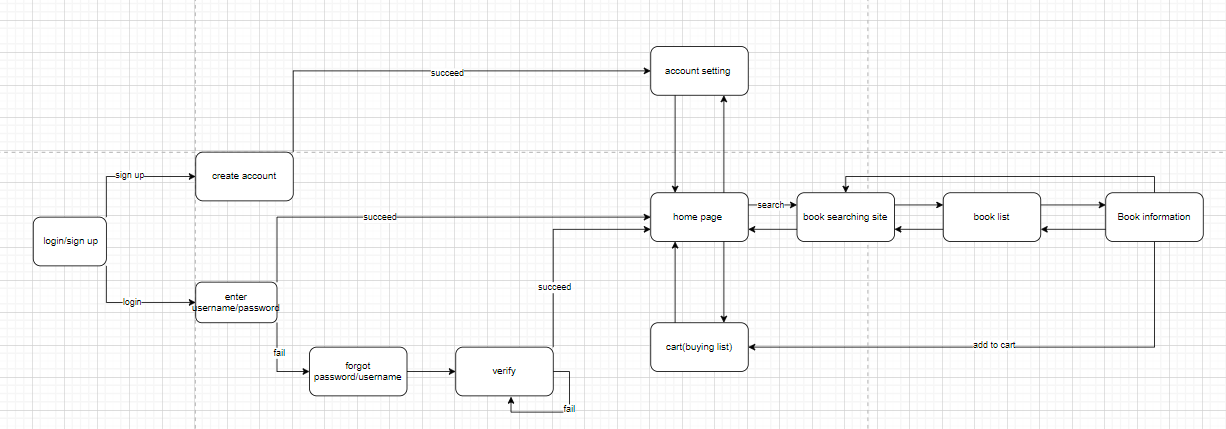 succeed
account setting
sign up
create account
succeed
home page
search
book searching site
book list
Book information
login/sign up
login
enter
username/password
succeed
fail
forgot
password/username
verify
fail
cart(buying list)
add to cart